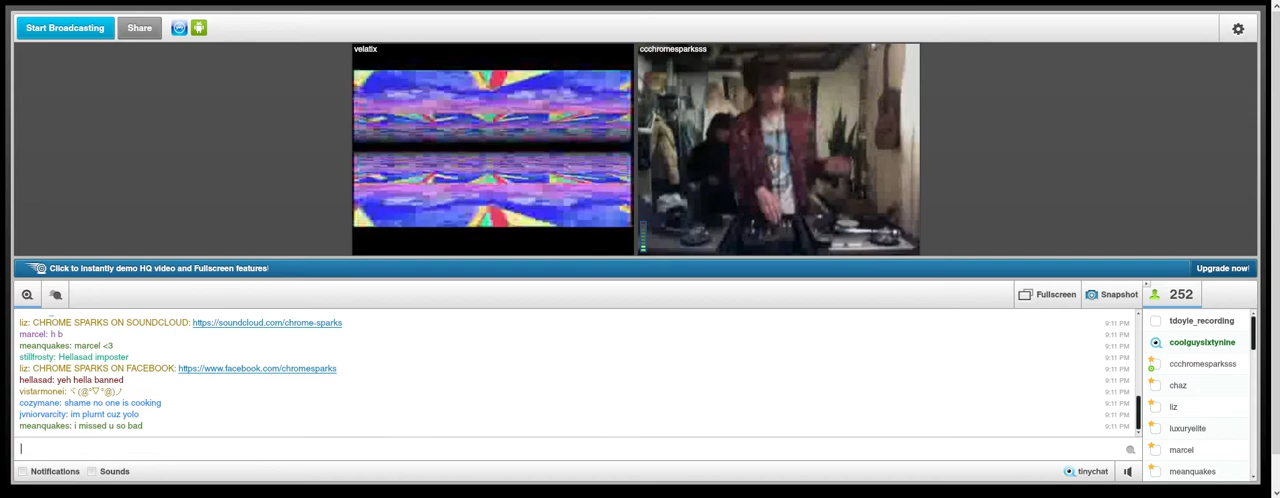 Start Broadcasting Share
velatix ccchromesparksss
Click to instantly demo HQ video and Fullscreen features! Upgrade now!
Fullscreen Snapshot 252
liz: CHROME SPARKS ON SOUNDCLOUD: https://soundcloud.com/chrome-sparks 9:11 PM
marcel: h b 9:11 PM
meanquakes: marcel <3 9:11 PM
stillfrosty: Hellasad imposter 9:11 PM
liz: CHROME SPARKS ON FACEBOOK: https://www.facebook.com/chromesparks 9:11 PM
hellasad: yeh hella banned 9:11 PM
vistarmonei: ヾ(@°▽°@)ノ 9:11 PM
cozymane: shame no one is cooking 9:11 PM
jvniorvarcity: im plurnt cuz yolo 9:11 PM
meanquakes: i missed u so bad 9:11 PM
tdoyle_recording
coolguysixtynine
ccchromesparksss
chaz
liz
luxuryelite
marcel
meanquakes
Notifications Sounds tinychat